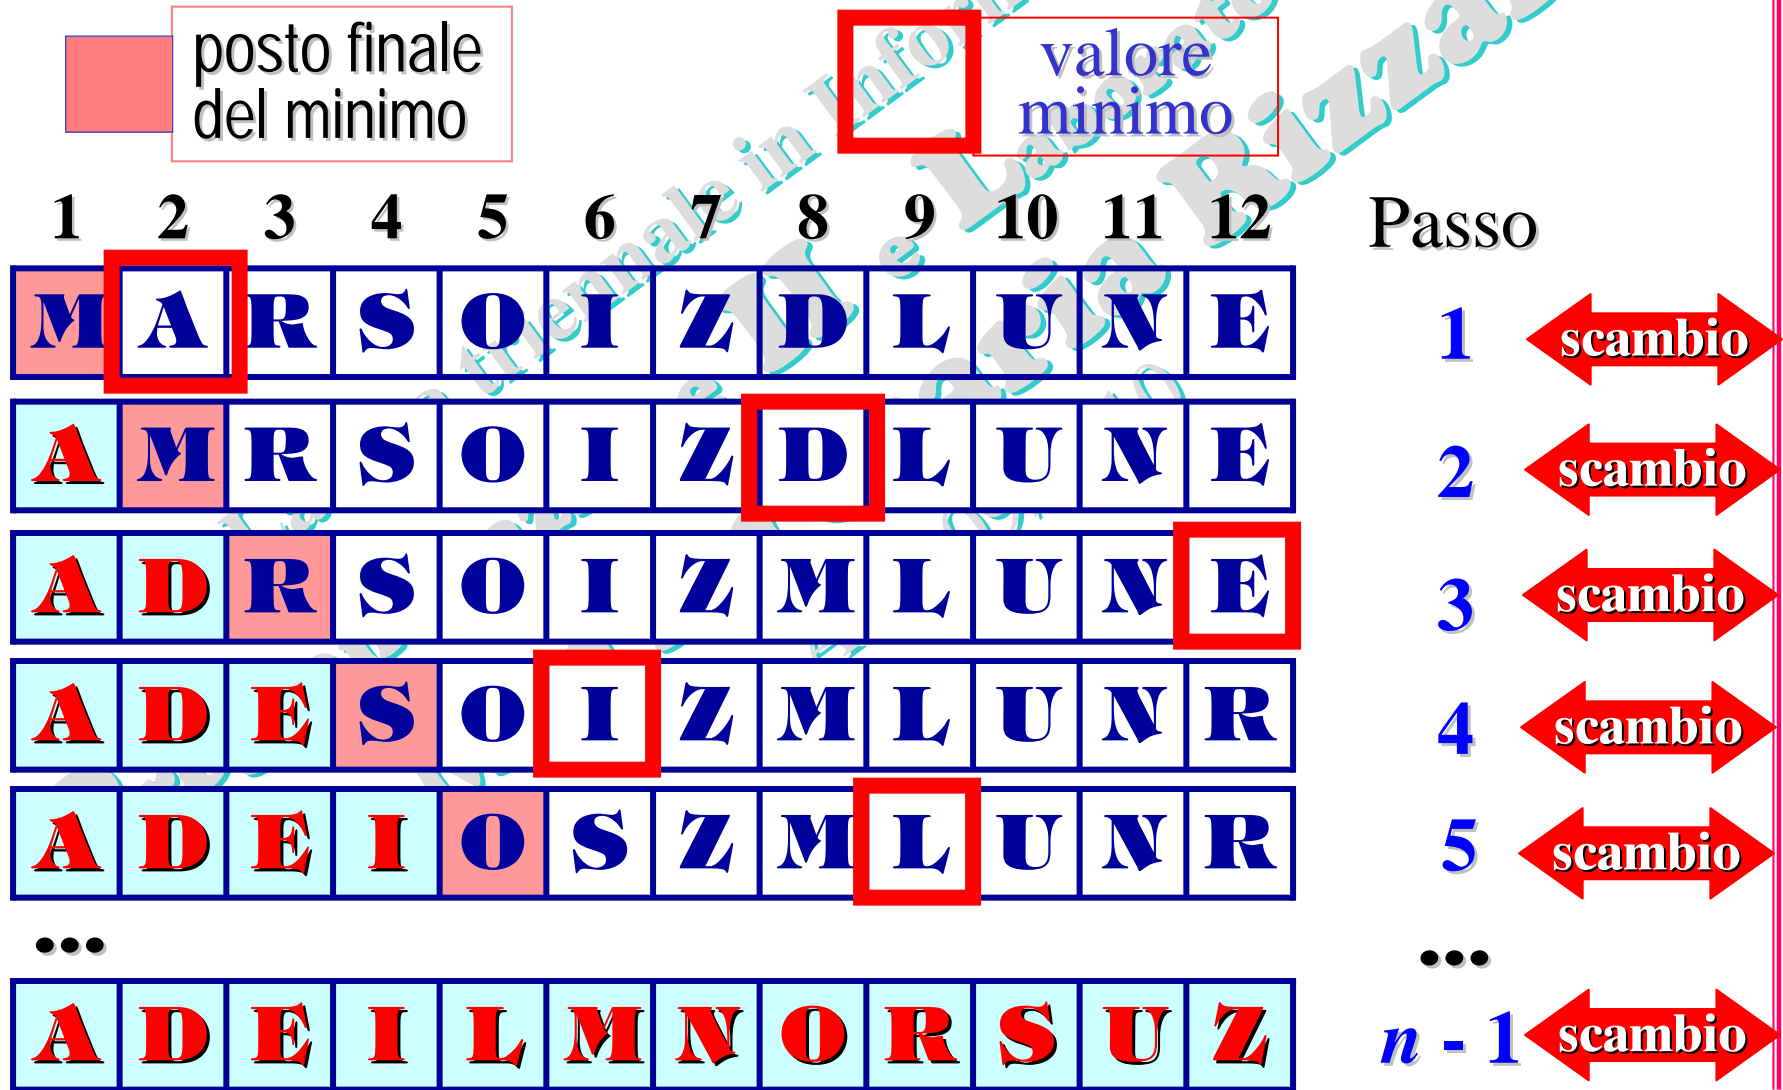 posto finale
del minimo
valore
minimo
1 2 3 4 5 6 7 8 9 10 11 12 Passo
M A R S O I Z D L U N E 1 scambio
A M R S O I Z D L U N E 2 scambio
A D R S O I Z M L U N E 3 scambio
A D E S O I Z M L U N R 4 scambio
A D E I O S Z M L U N R 5 scambio
... ...
A D E I L M N O R S U Z n - 1 scambio